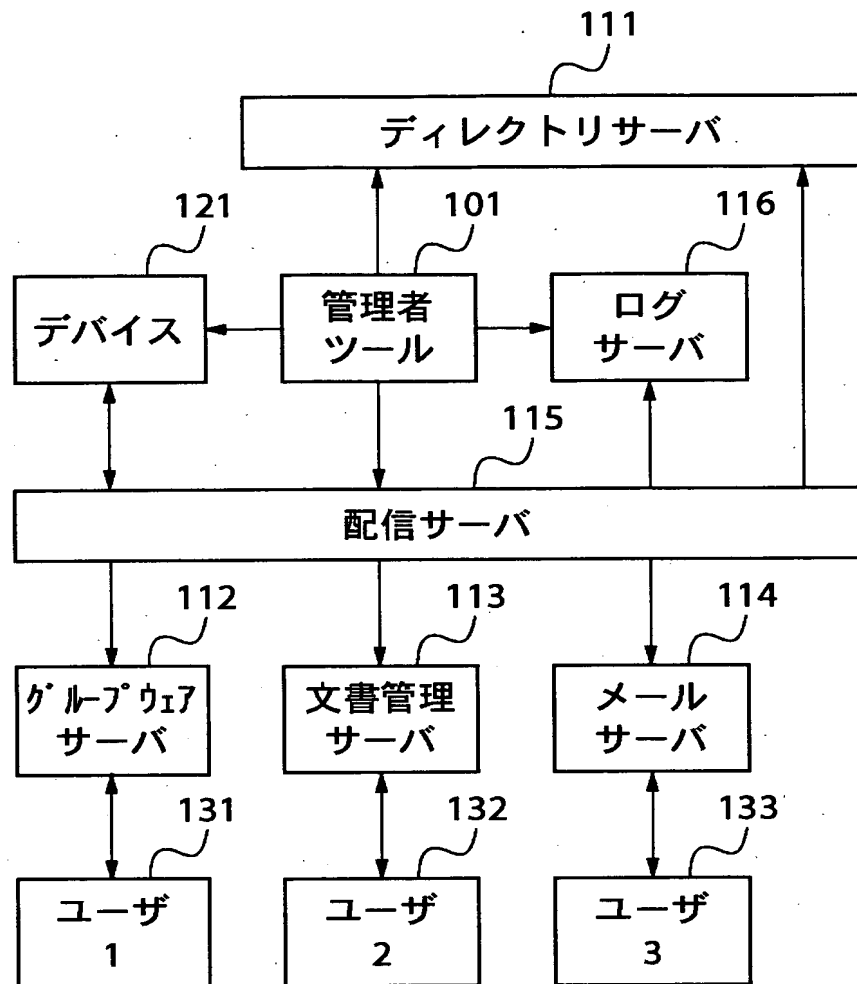 111
ディレクトリサーバ
121
101
116
デバイス
管理者
ツール
ログ
サーバ
115
配信サーバ
112
113
114
ｸﾞﾙｰﾌﾟｳｪｱ
サーバ
文書管理
サーバ
メール
サーバ
131
132
133
ユーザ
1
ユーザ
2
ユーザ
3